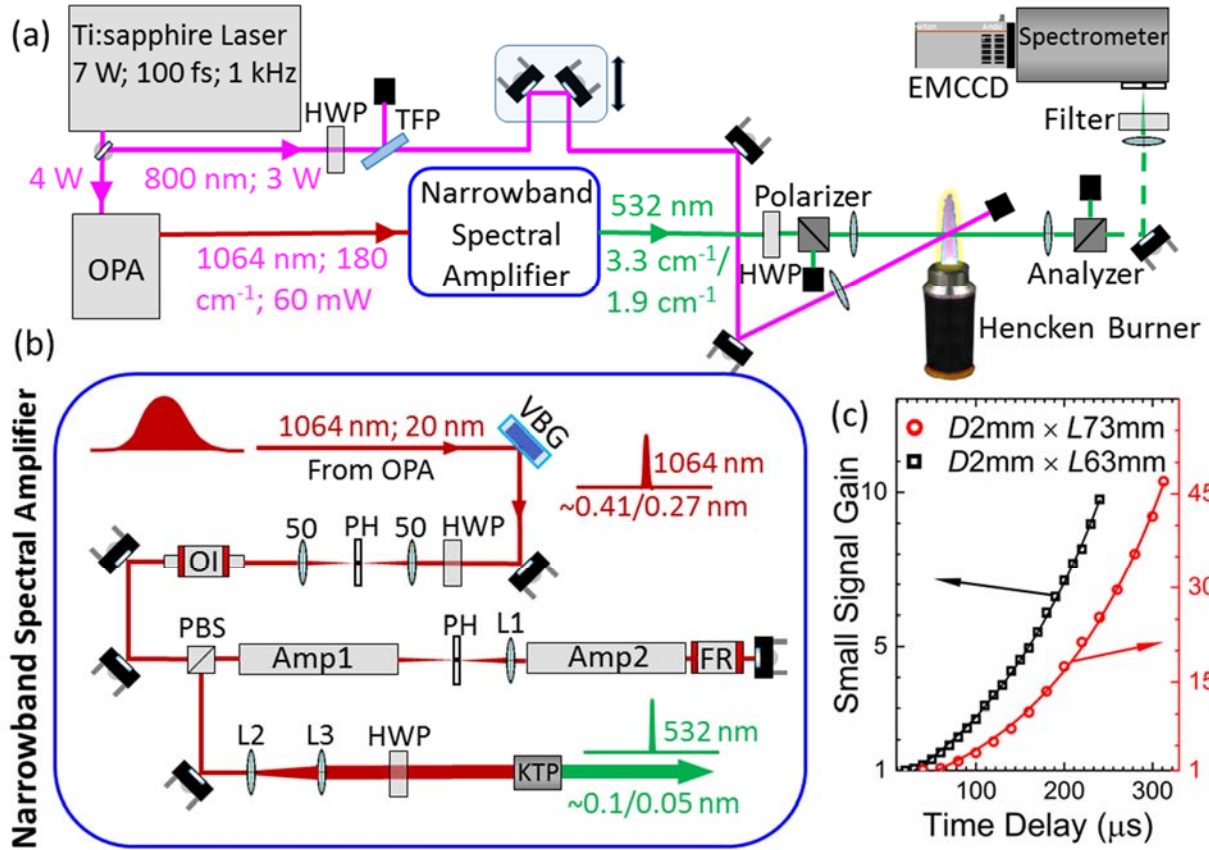 (a)
Ti:sapphire Laser
7 W; 100 fs; 1 kHz
HWP
TFP
4 W
800 nm; 3 W
OPA
1064 nm; 180
cm⁻¹; 60 mW
Narrowband
Spectral
Amplifier
532 nm
3.3 cm⁻¹/
1.9 cm⁻¹
Polarizer
HWP
Analyzer
Hencken Burner
Spectrometer
EMCCD
Filter
(b)
Narrowband Spectral Amplifier
1064 nm; 20 nm
From OPA
VBG
1064 nm
~0.41/0.27 nm
50
PH
50
HWP
OI
PBS
Amp1
PH
L1
Amp2
FR
L2
L3
HWP
KTP
532 nm
~0.1/0.05 nm
(c)
D2mm × L73mm
D2mm × L63mm
Small Signal Gain
10
5
1
45
30
15
1
100
200
300
Time Delay (μs)